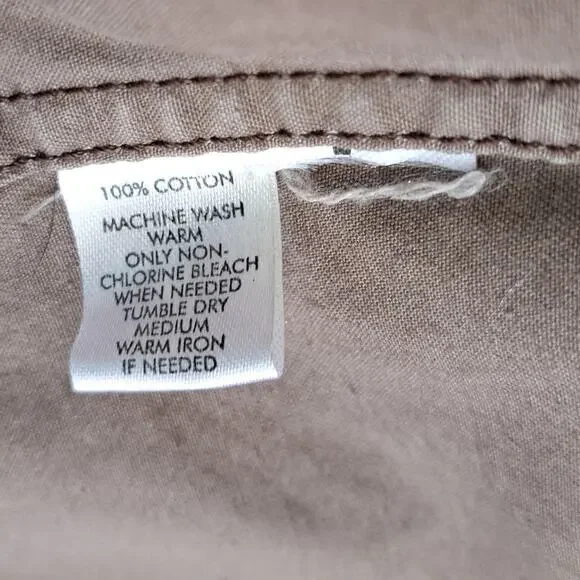 100% COTTON
MACHINE WASH
WARM
ONLY NON-
CHLORINE BLEACH
WHEN NEEDED
TUMBLE DRY
MEDIUM
WARM IRON
IF NEEDED